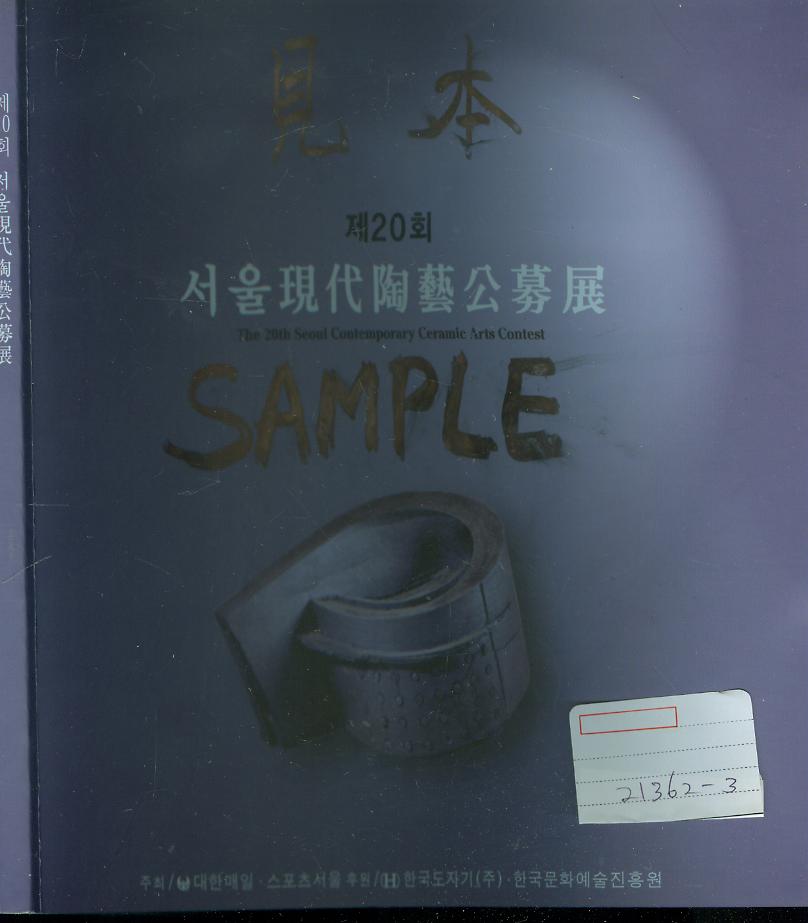 제20회 서울現代陶藝公募展
見本
제20회
서울現代陶藝公募展
The 20th Seoul Contemporary Ceramic Arts Contest
SAMPLE
21362-3
주최/대한매일·스포츠서울 후원/한국도자기(주)·한국문화예술진흥원